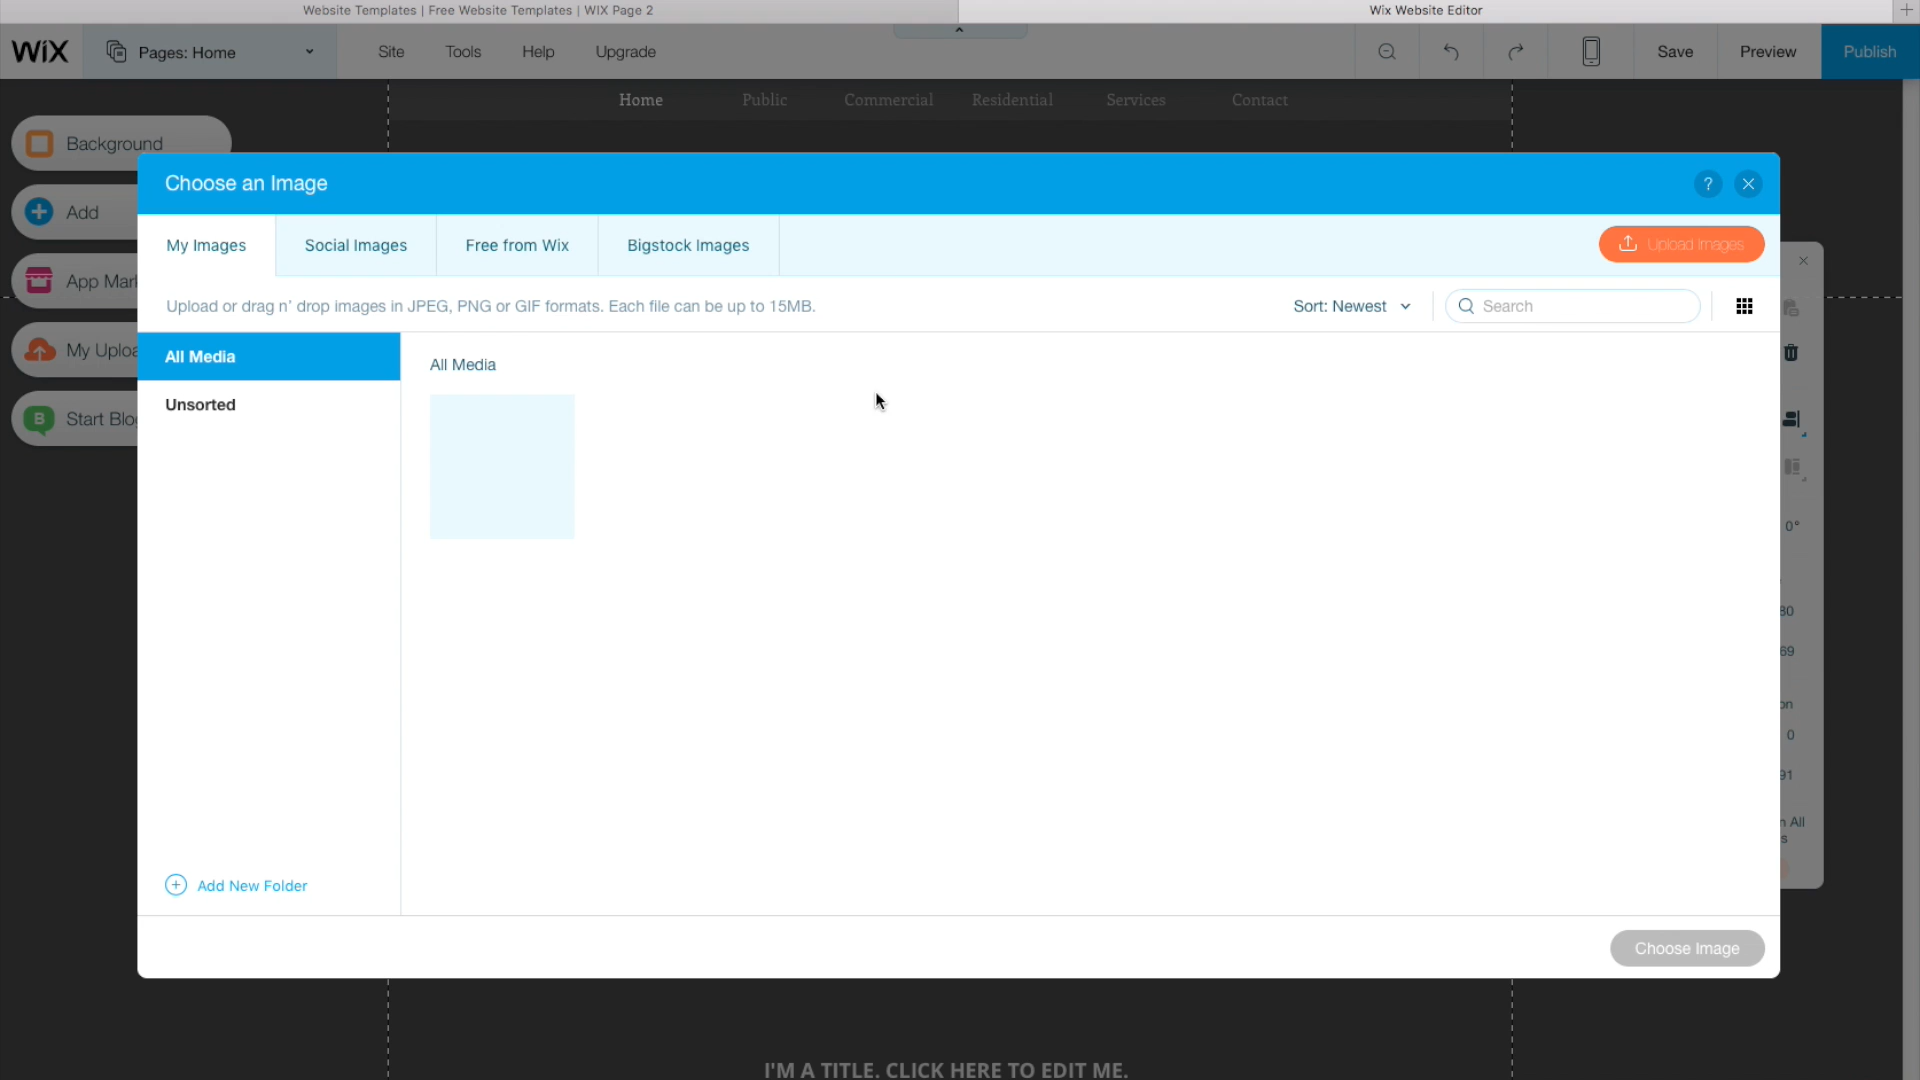 Website Templates | Free Website Templates | WIX Page 2
Wix Website Editor
WiX
Pages: Home
Site
Tools
Help
Upgrade
Save
Preview
Publish
Home
Public
Commercial
Residential
Services
Contact
Background
Add
App Mar
My Uploa
Start Blo
Choose an Image
?
My Images
Social Images
Free from Wix
Bigstock Images
Upload Images
Upload or drag n' drop images in JPEG, PNG or GIF formats. Each file can be up to 15MB.
Sort: Newest
Search
All Media
Unsorted
All Media
0°
80
69
on
0
91
n All
s
Add New Folder
Choose Image
I'M A TITLE. CLICK HERE TO EDIT ME.